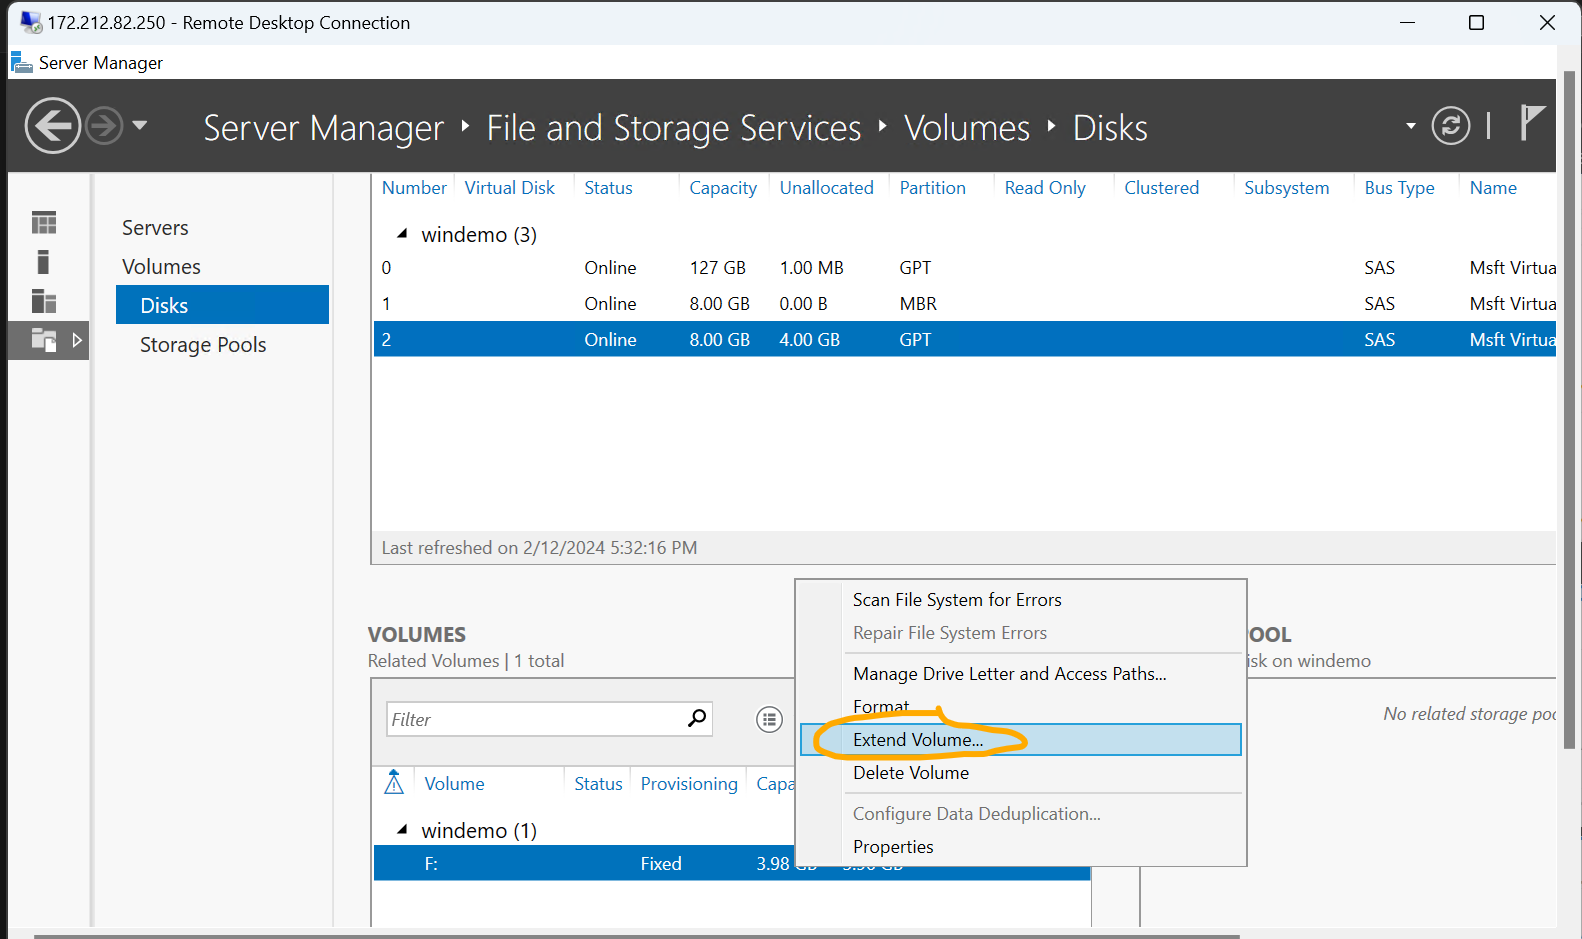 172.212.82.250 - Remote Desktop Connection
Server Manager
Server Manager File and Storage Services Volumes Disks
Servers
Volumes
Disks
Storage Pools
Number Virtual Disk Status Capacity Unallocated Partition Read Only Clustered Subsystem Bus Type Name
windemo (3)
0 Online 127 GB 1.00 MB GPT SAS Msft Virtua
1 Online 8.00 GB 0.00 B MBR SAS Msft Virtua
2 Online 8.00 GB 4.00 GB GPT SAS Msft Virtua
Last refreshed on 2/12/2024 5:32:16 PM
VOLUMES
Related Volumes | 1 total
Filter
Volume Status Provisioning Capa
windemo (1)
F: Fixed 3.98
Scan File System for Errors
Repair File System Errors
Manage Drive Letter and Access Paths...
Format
Extend Volume...
Delete Volume
Configure Data Deduplication...
Properties
POOL
isk on windemo
No related storage poo